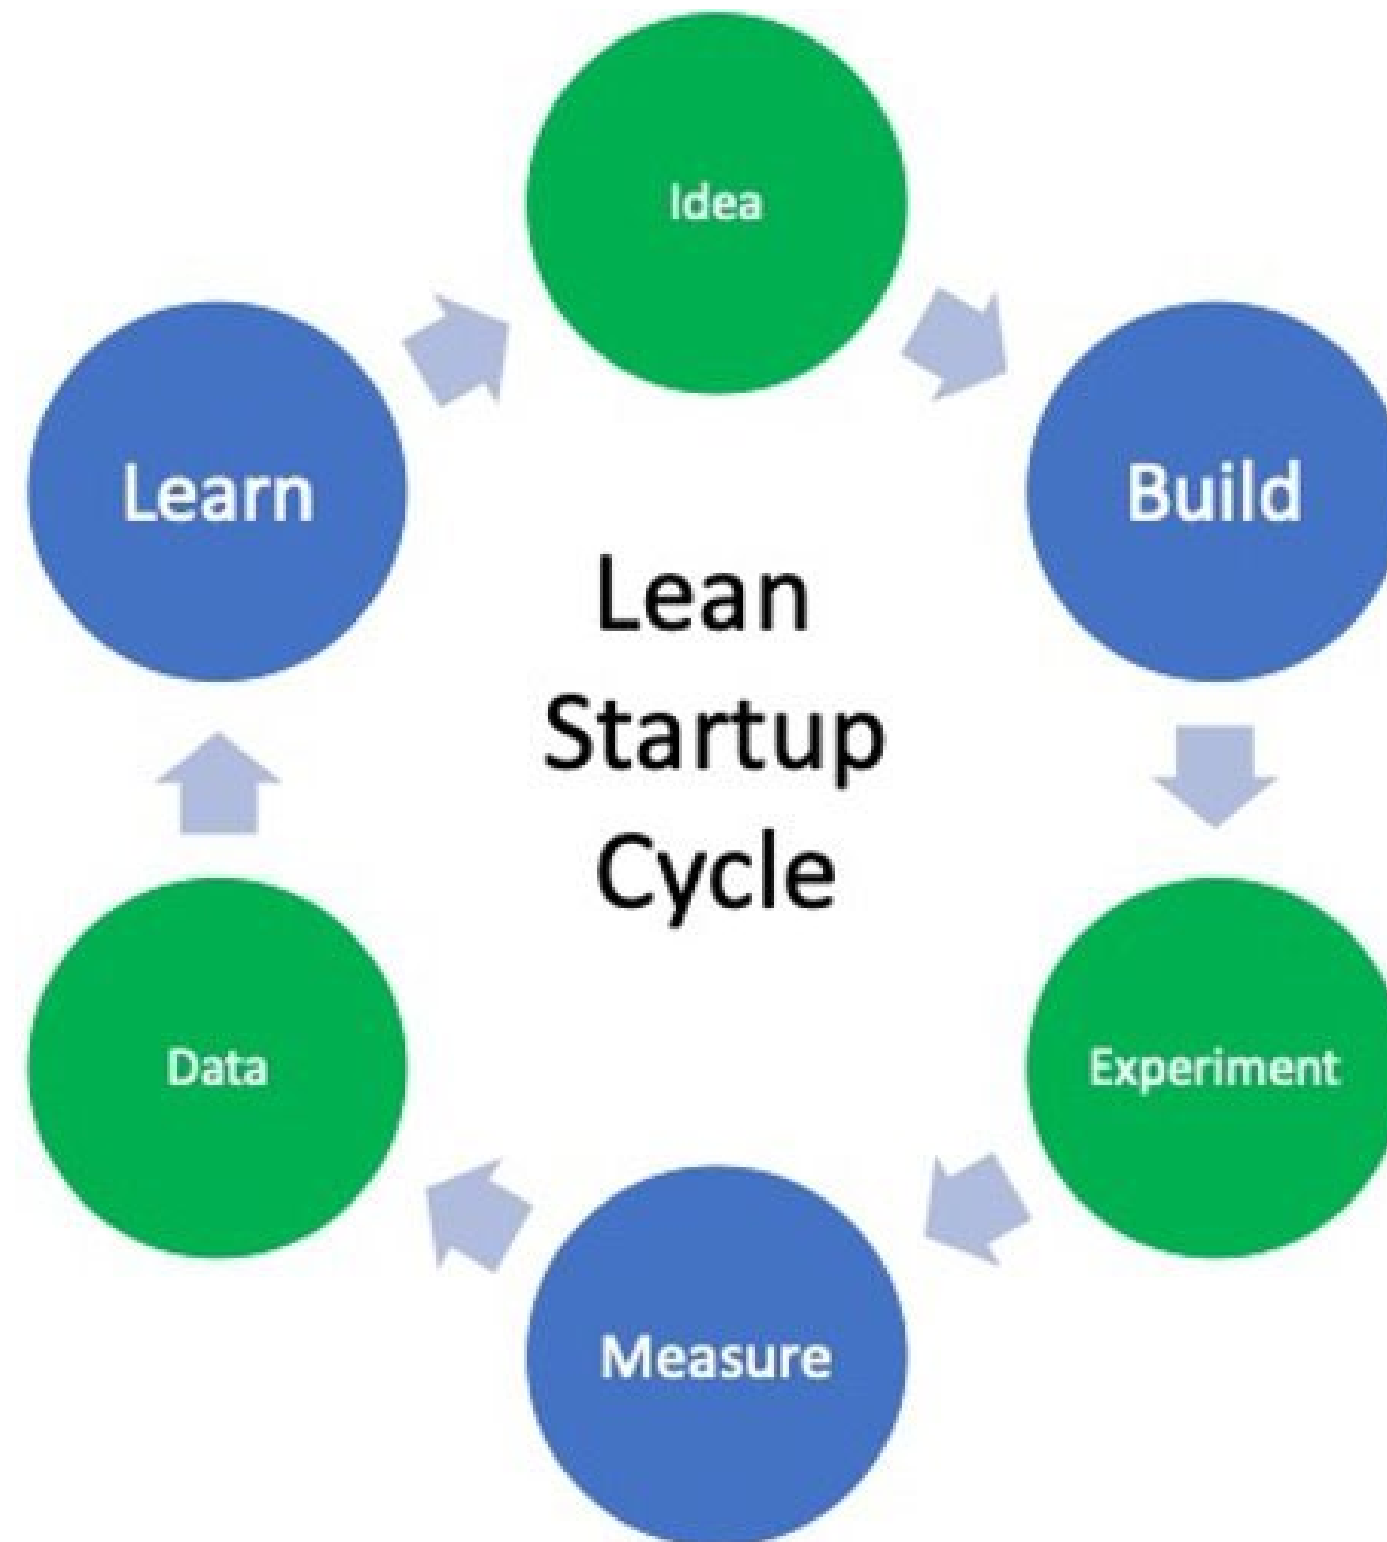 Idea
Build
Experiment
Measure
Data
Learn
Lean
Startup
Cycle